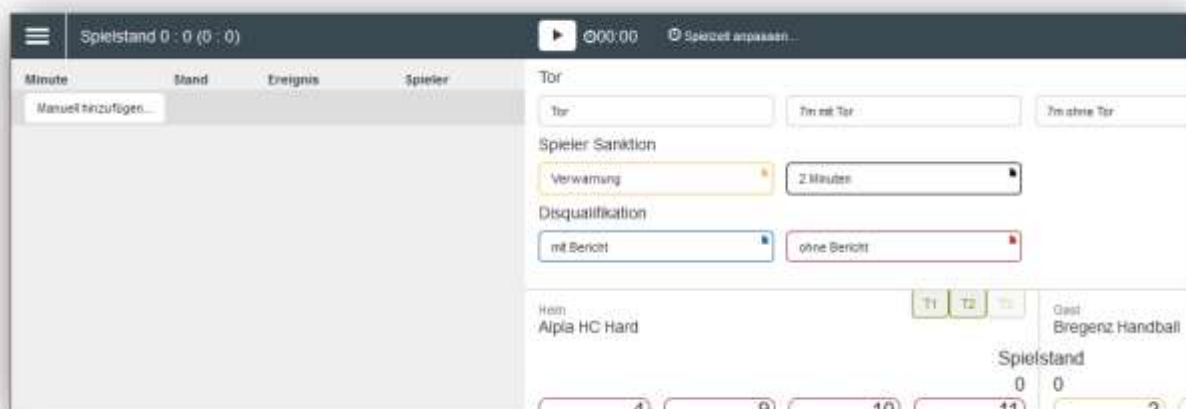 Spielstand 0 : 0 (0 : 0)
00:00 Spielzeit anpassen...
Minute Stand Ereignis Spieler
Manuell hinzufügen...
Tor
Tor 7m mit Tor 7m ohne Tor
Spieler Sanktion
Verwarnung 2 Minuten
Disqualifikation
mit Bericht ohne Bericht
Heim
Alpla HC Hard
T1 T2 T3
Gast
Bregenz Handball
Spielstand
0 0
4 9 10 11 2